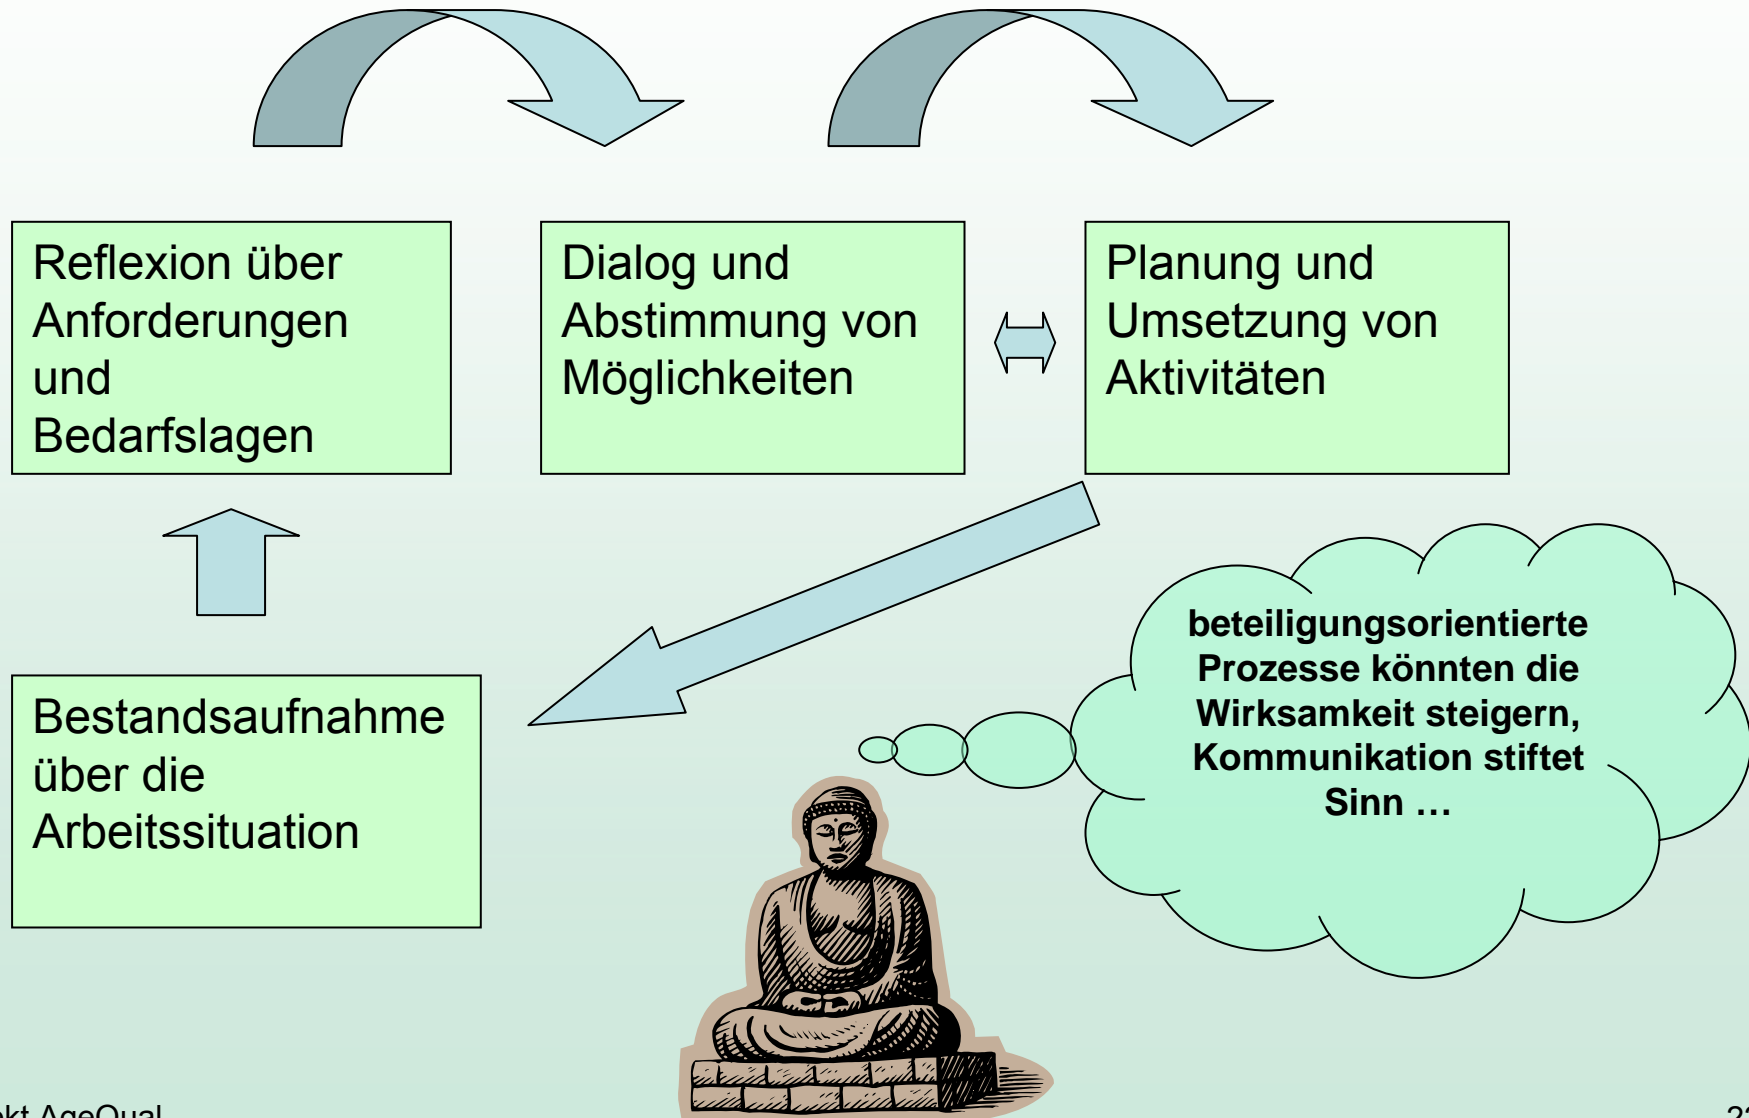 Reflexion über
Anforderungen
und
Bedarfslagen
Dialog und
Abstimmung von
Möglichkeiten
Planung und
Umsetzung von
Aktivitäten
Bestandsaufnahme
über die
Arbeitssituation
beteiligungsorientierte
Prozesse könnten die
Wirksamkeit steigern,
Kommunikation stiftet
Sinn …
AgeQual